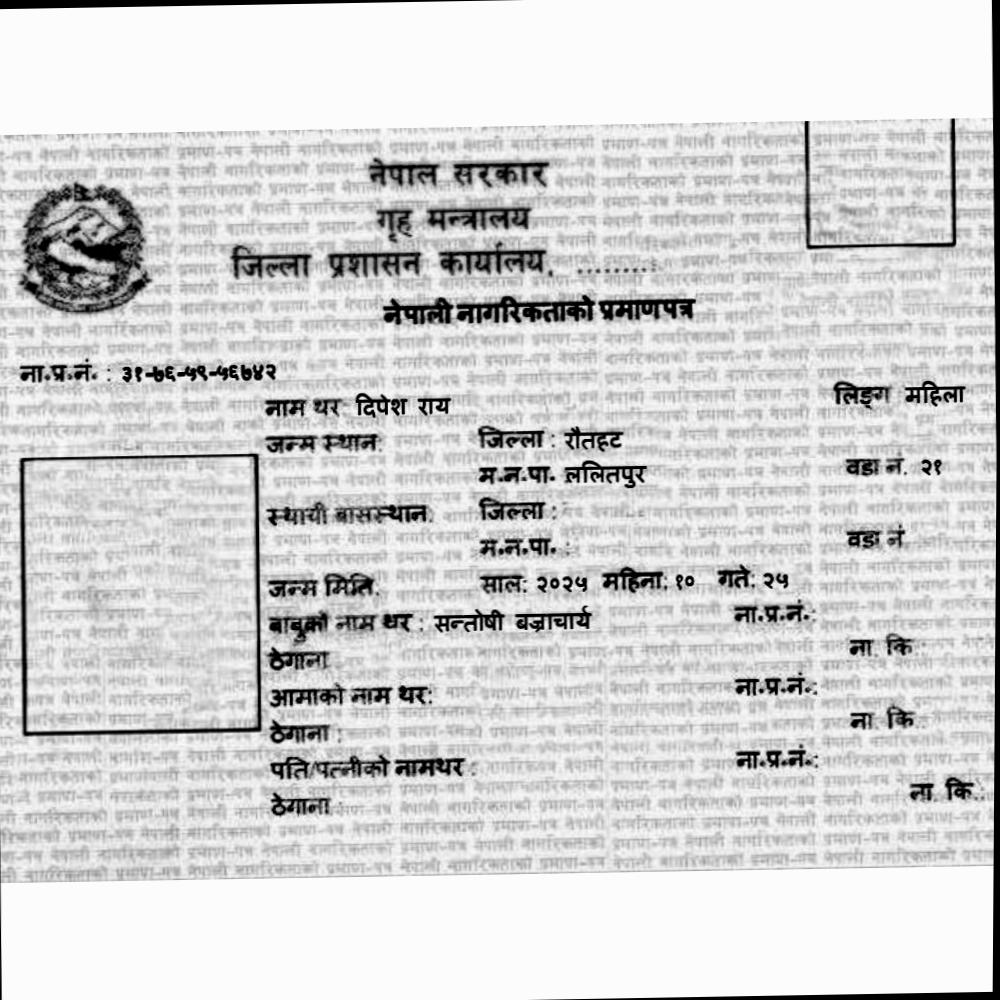 नेपाल सरकार
गृह मन्त्रालय
जिल्ला प्रशासन कार्यालय, .........
नेपाली नागरिकताको प्रमाणपत्र
ना.प्र.नं. : ३१-७६-५९-५६७४२
नाम थर दिपेश राय लिङ्ग महिला
जन्म स्थान: जिल्ला : रौतहट
म.न.पा. ललितपुर वडा नं. २१
स्थायी बासस्थान: जिल्ला :
म.न.पा. : वडा नं
जन्म मिति: साल: २०२५ महिना: १० गते: २५
बाबुको नाम थर : सन्तोषी बज्राचार्य ना.प्र.नं.:
ठेगाना ना. कि.:
आमाको नाम थर: ना.प्र.नं.:
ठेगाना : ना. कि.:
पति/पत्नीको नामथर : ना.प्र.नं.:
ठेगाना : ना. कि.: